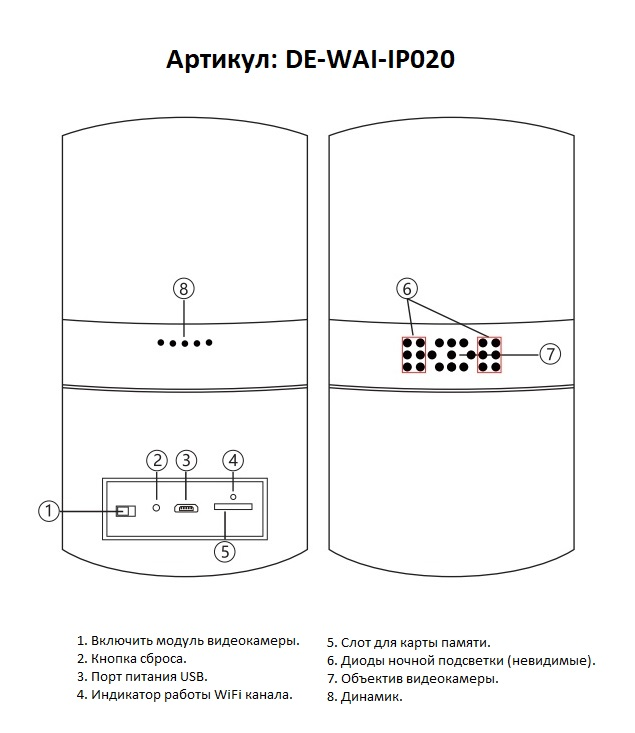 Артикул: DE-WAI-IP020
8
6
7
2
3
4
1
5
1. Включить модуль видеокамеры.
2. Кнопка сброса.
3. Порт питания USB.
4. Индикатор работы WiFi канала.
5. Слот для карты памяти.
6. Диоды ночной подсветки (невидимые).
7. Объектив видеокамеры.
8. Динамик.